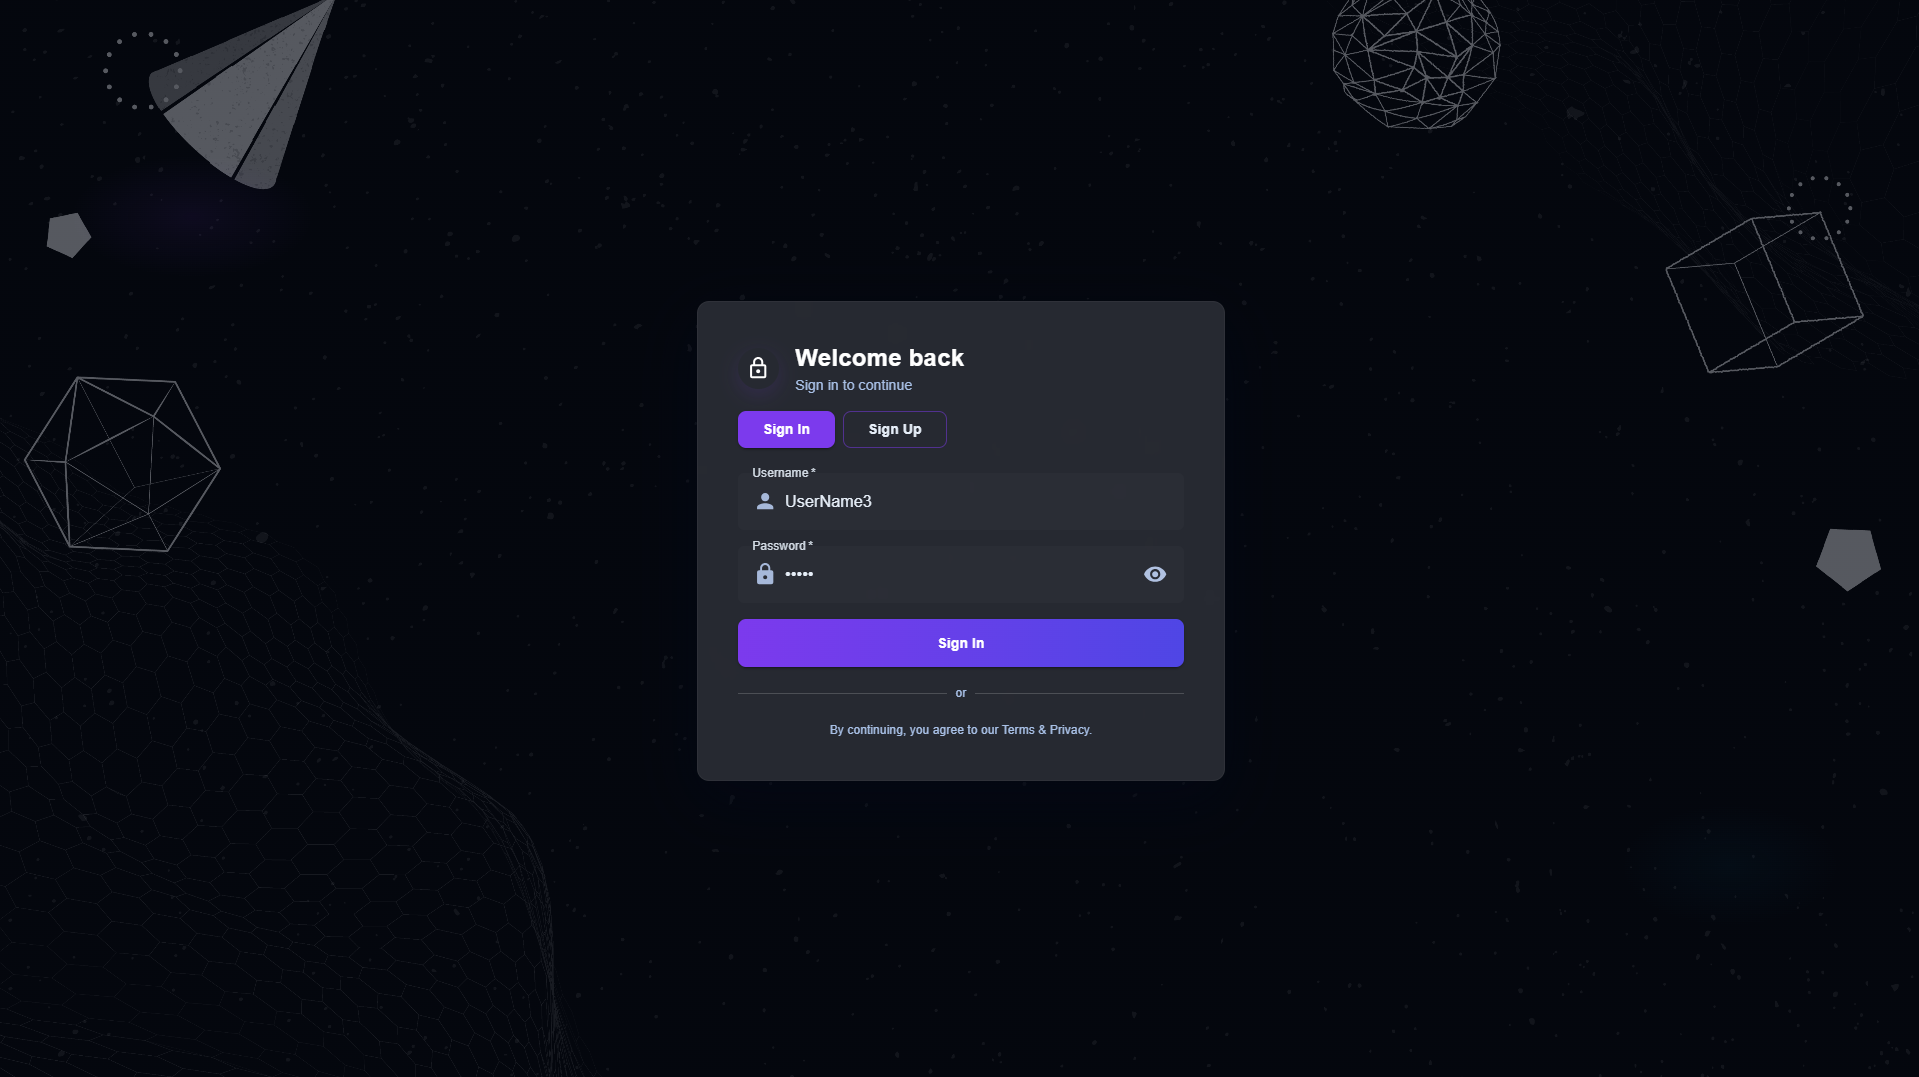 Welcome back
Sign in to continue
Sign In
Sign Up
Username *
UserName3
Password *
•••••
Sign In
or
By continuing, you agree to our Terms & Privacy.